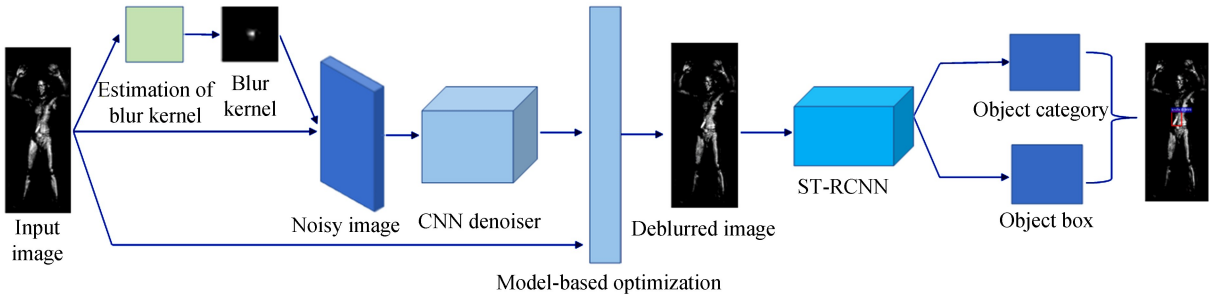 Input
image
Estimation of
blur kernel
Blur
kernel
Noisy image
CNN denoiser
Model-based optimization
Deblurred image
ST-RCNN
Object category
Object box